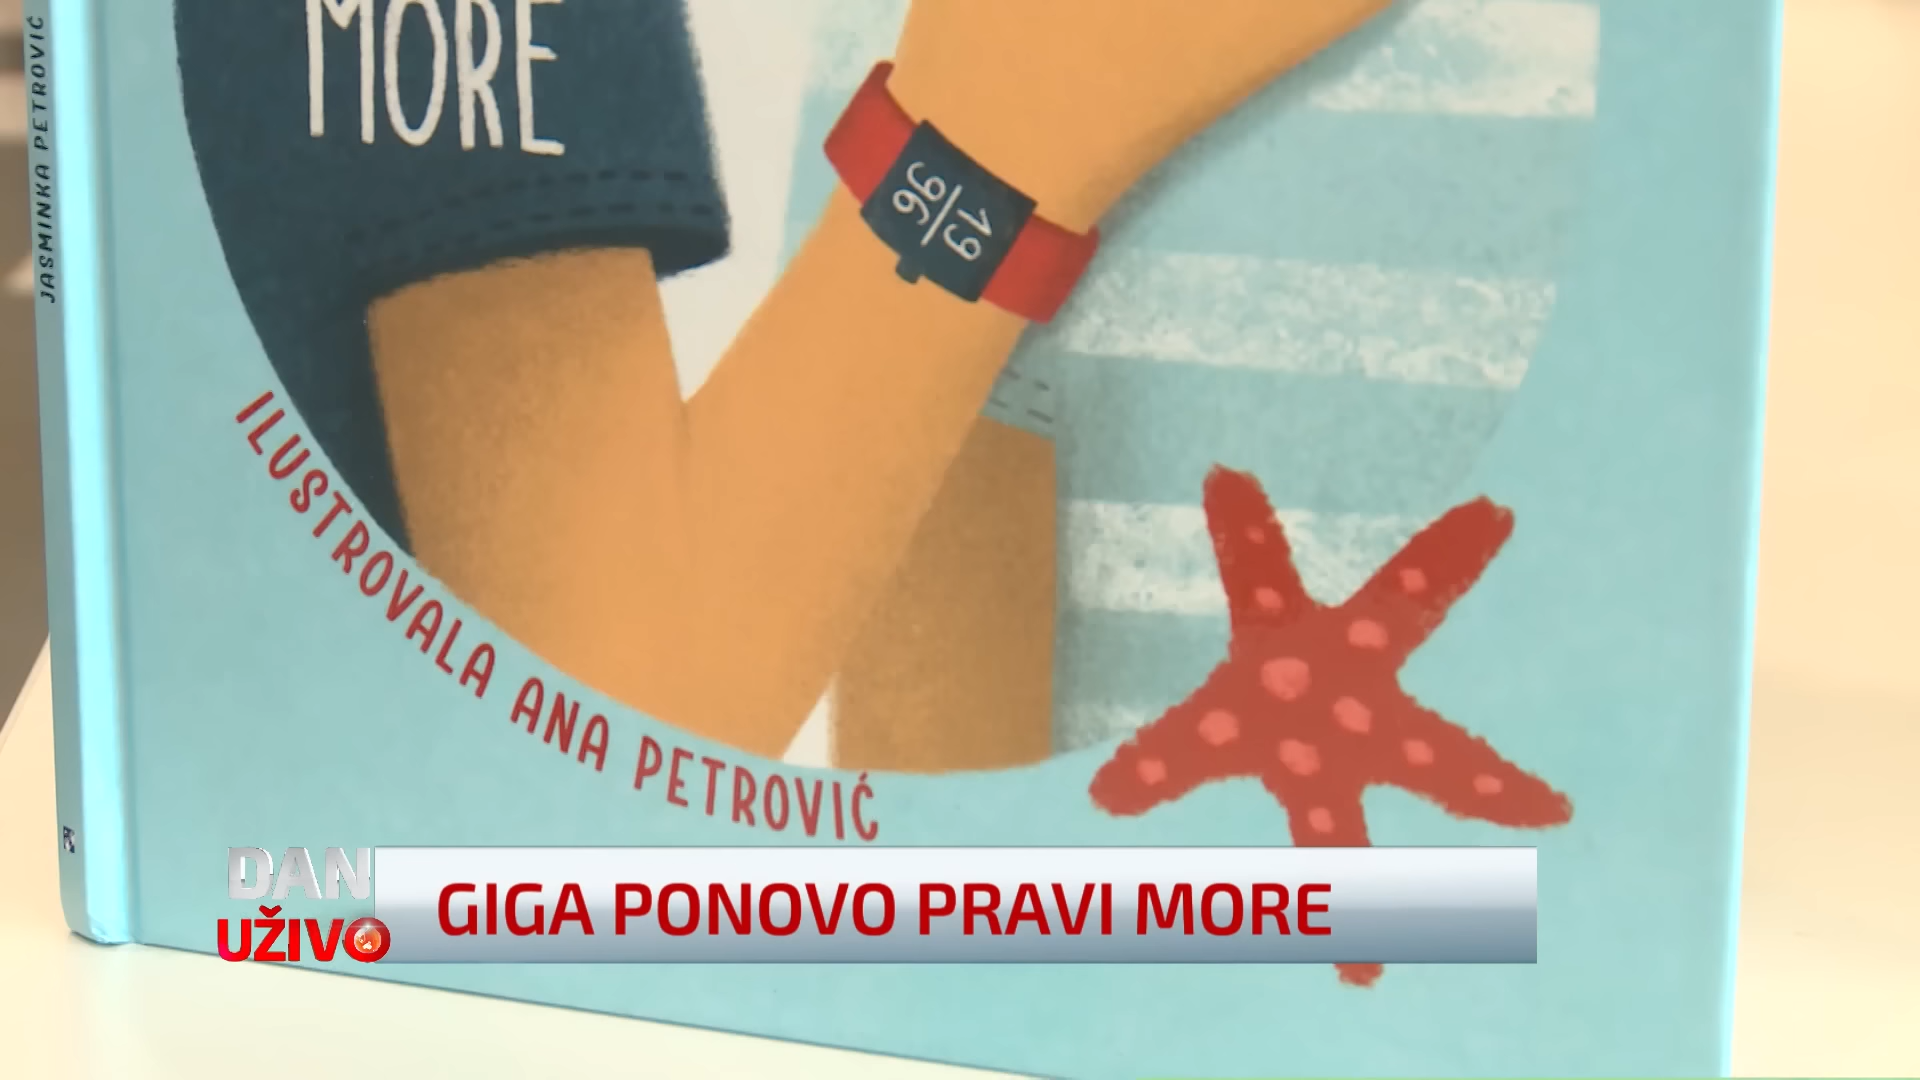 JASMINKA PETROVIĆ
MORE
19
96
ILUSTROVALA ANA PETROVIĆ
DAN
UŽIVO
GIGA PONOVO PRAVI MORE